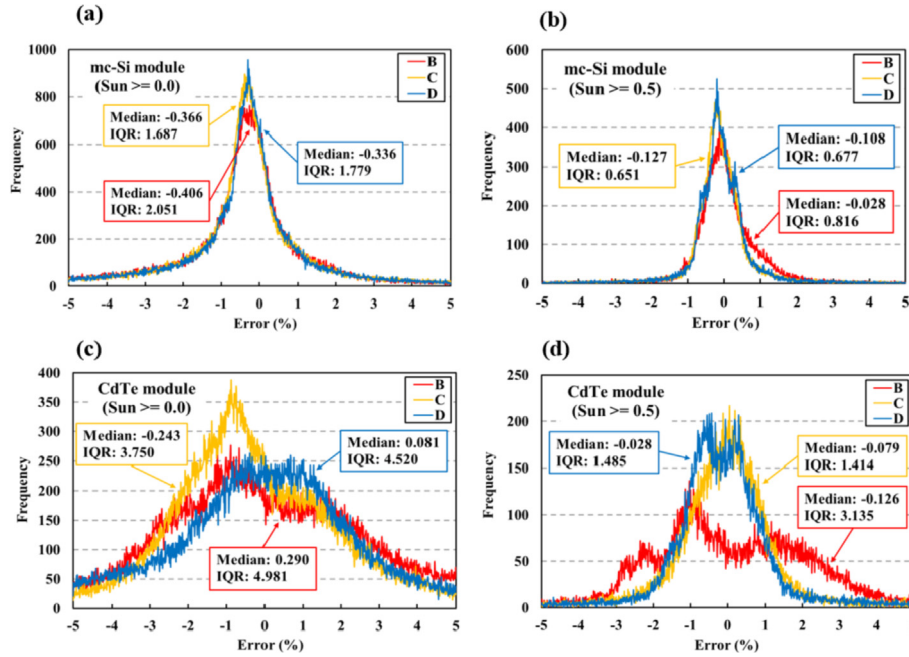 (a)
mc-Si module
(Sun >= 0.0)
B
C
D
Median: -0.366
IQR: 1.687
Median: -0.336
IQR: 1.779
Median: -0.406
IQR: 2.051
Frequency
1000
800
600
400
200
0
-5 -4 -3 -2 -1 0 1 2 3 4 5
Error (%)
(b)
mc-Si module
(Sun >= 0.5)
B
C
D
Median: -0.127
IQR: 0.651
Median: -0.108
IQR: 0.677
Median: -0.028
IQR: 0.816
Frequency
600
500
400
300
200
100
0
-5 -4 -3 -2 -1 0 1 2 3 4 5
Error (%)
(c)
CdTe module
(Sun >= 0.0)
B
C
D
Median: -0.243
IQR: 3.750
Median: 0.081
IQR: 4.520
Median: 0.290
IQR: 4.981
Frequency
400
350
300
250
200
150
100
50
0
-5 -4 -3 -2 -1 0 1 2 3 4 5
Error (%)
(d)
CdTe module
(Sun >= 0.5)
B
C
D
Median: -0.028
IQR: 1.485
Median: -0.079
IQR: 1.414
Median: -0.126
IQR: 3.135
Frequency
250
200
150
100
50
0
-5 -4 -3 -2 -1 0 1 2 3 4 5
Error (%)